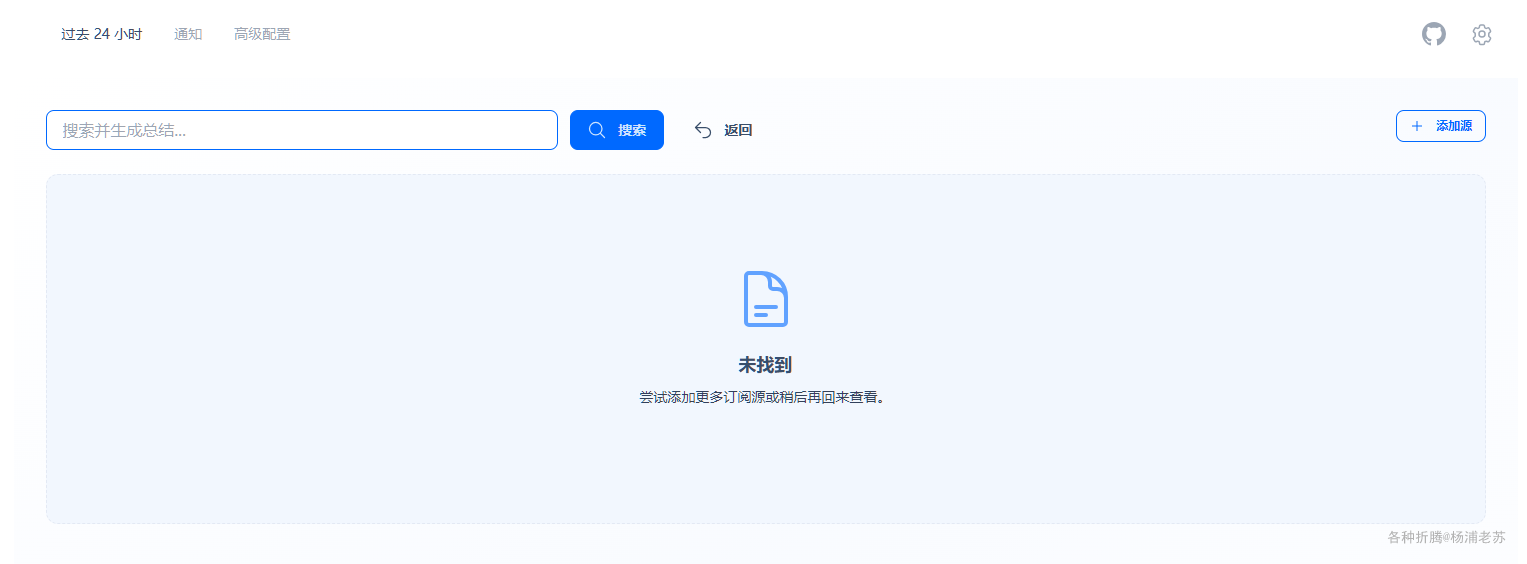 过去 24 小时 通知 高级配置
搜索并生成总结... 搜索 返回 添加源
未找到
尝试添加更多订阅源或稍后再回来查看。
各种折腾@杨浦老苏